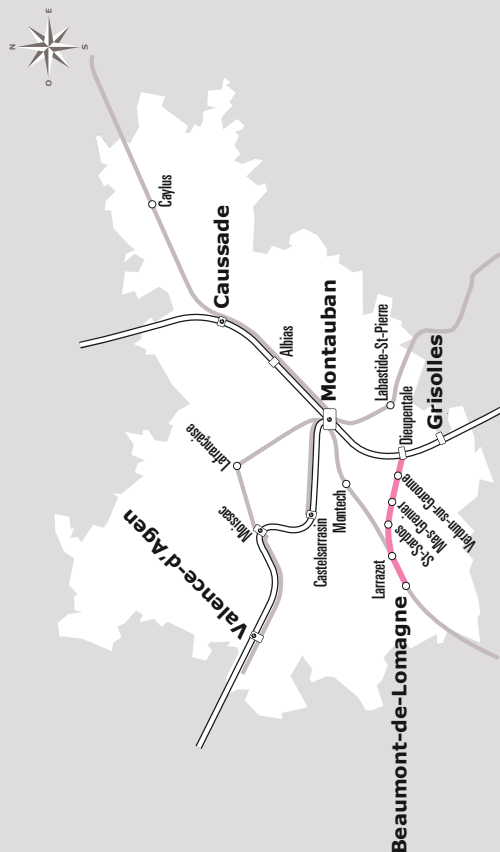 N
E
S
O
Caylus
Caussade
Albias
Montauban
Labastide-St-Pierre
Lafrançaise
Dieupentale
Grisolles
Moissac
Valence-d'Agen
Castelsarrasin
Montech
Verdun-sur-Garonne
Mas-Grenier
St-Sardos
Larrazet
Beaumont-de-Lomagne